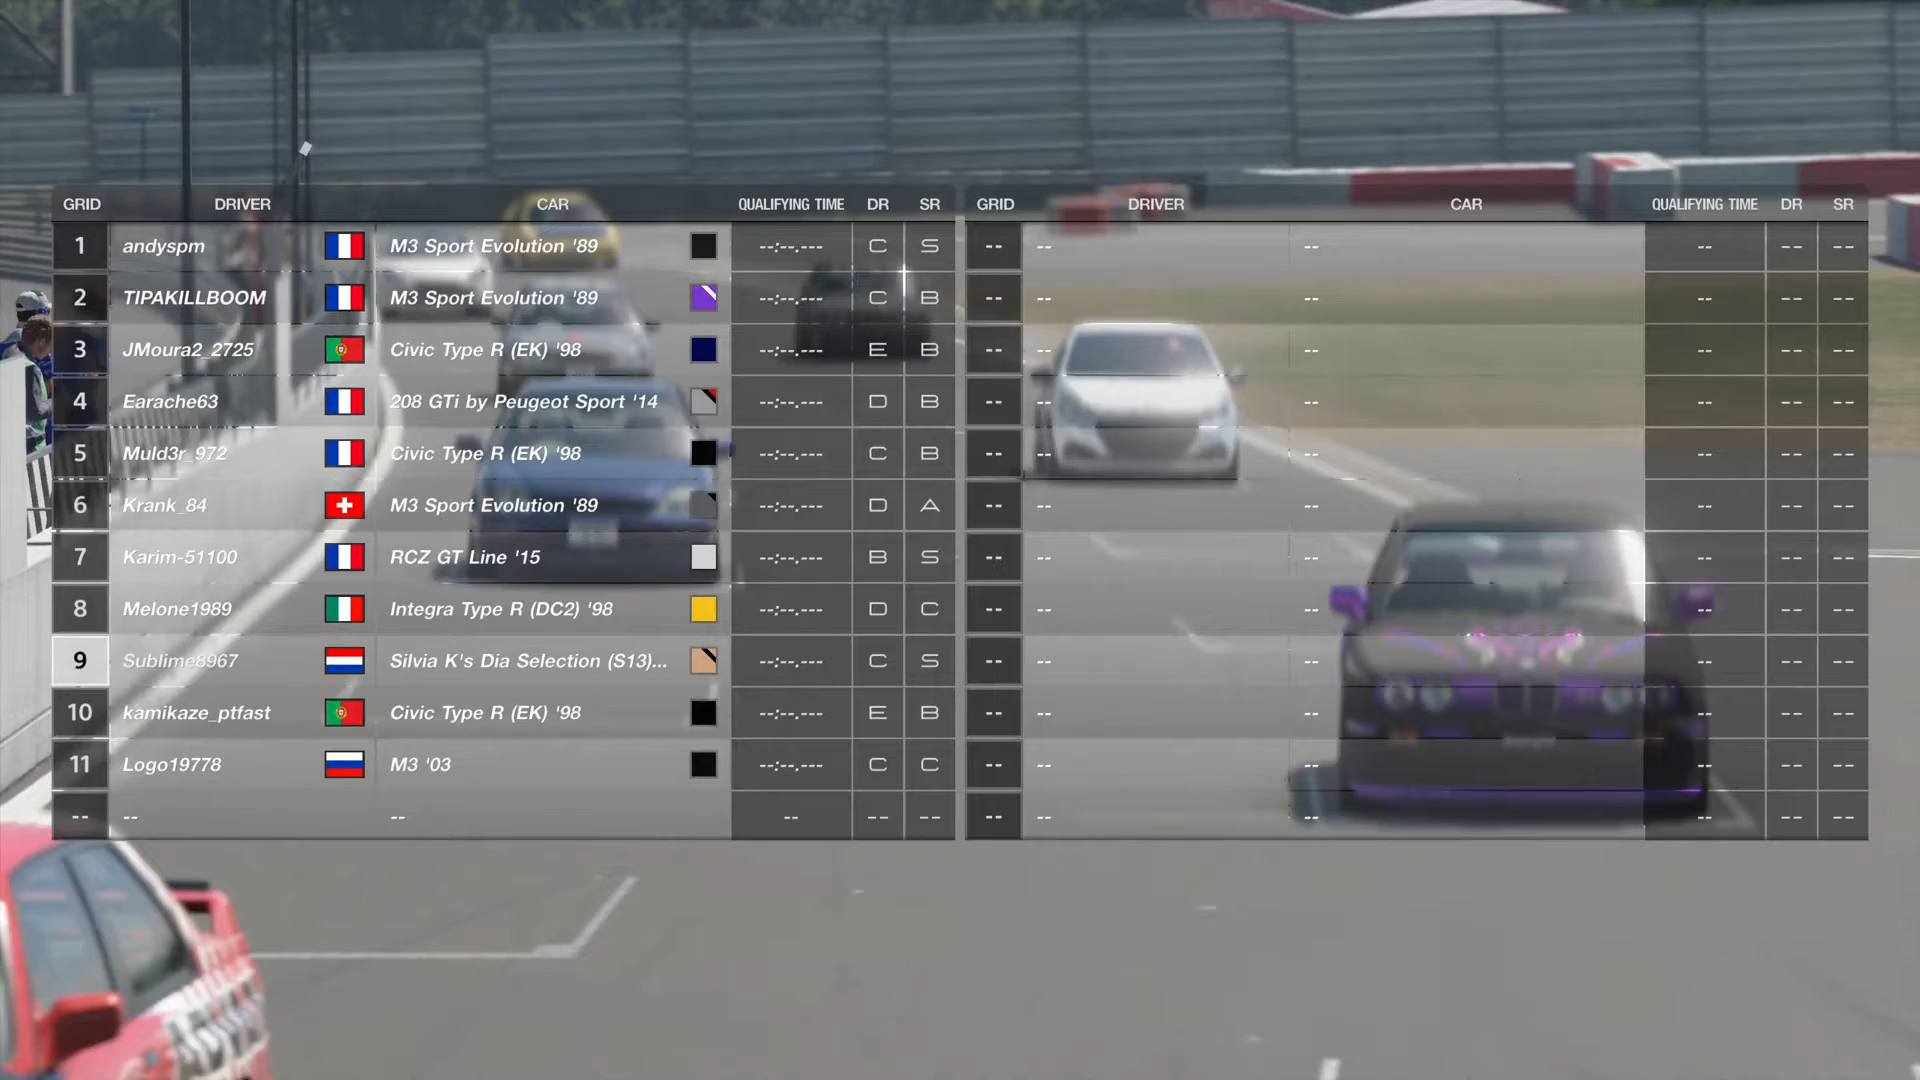 GRID DRIVER CAR QUALIFYING TIME DR SR GRID DRIVER CAR QUALIFYING TIME DR SR
1 andyspm M3 Sport Evolution '89 --:--.--- C S -- -- -- -- -- --
2 TIPAKILLBOOM M3 Sport Evolution '89 --:--.--- C B -- -- -- -- -- --
3 JMoura2_2725 Civic Type R (EK) '98 --:--.--- E B -- -- -- -- -- --
4 Earache63 208 GTi by Peugeot Sport '14 --:--.--- D B -- -- -- -- -- --
5 Muld3r_972 Civic Type R (EK) '98 --:--.--- C B -- -- -- -- -- --
6 Krank_84 M3 Sport Evolution '89 --:--.--- D A -- -- -- -- -- --
7 Karim-51100 RCZ GT Line '15 --:--.--- B S -- -- -- -- -- --
8 Melone1989 Integra Type R (DC2) '98 --:--.--- D C -- -- -- -- -- --
9 Sublime8967 Silvia K's Dia Selection (S13)... --:--.--- C S -- -- -- -- -- --
10 kamikaze_ptfast Civic Type R (EK) '98 --:--.--- E B -- -- -- -- -- --
11 Logo19778 M3 '03 --:--.--- C C -- -- -- -- -- --
-- -- -- -- -- -- -- -- -- -- -- --